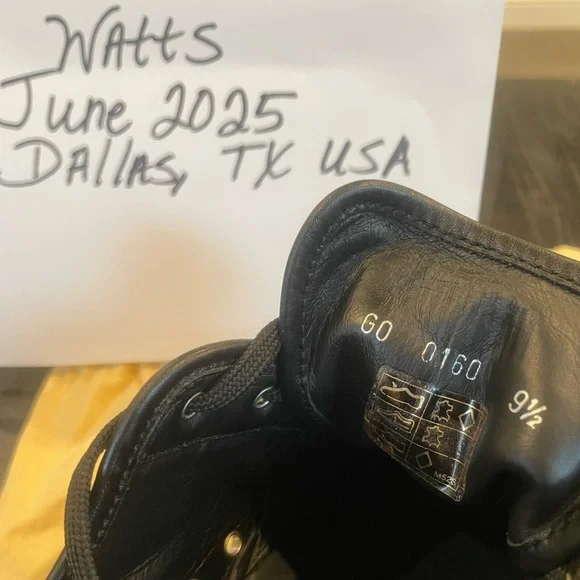 Watts
June 2025
Dallas, TX USA
GO 0160 9½